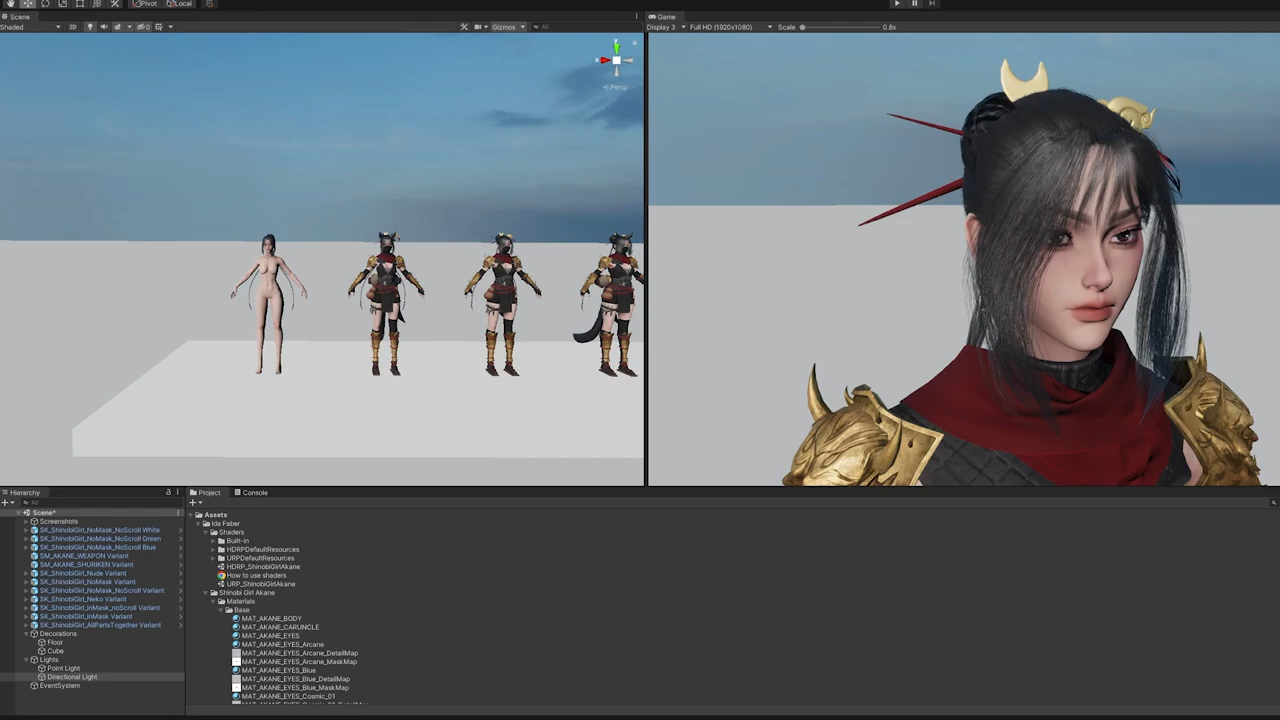 Pivot
Local
Scene
Shaded
2D
Gizmos
All
y
x
Persp
Game
Display 3
Full HD (1920x1080)
Scale
0.8x
Hierarchy
All
Scene*
Screenshots
SK_ShinobiGirl_NoMask_NoScroll White
SK_ShinobiGirl_NoMask_NoScroll Green
SK_ShinobiGirl_NoMask_NoScroll Blue
SM_AKANE_WEAPON Variant
SM_AKANE_SHURIKEN Variant
SK_ShinobiGirl_Nude Variant
SK_ShinobiGirl_NoMask Variant
SK_ShinobiGirl_NoMask_NoScroll Variant
SK_ShinobiGirl_Neko Variant
SK_ShinobiGirl_inMask_noScroll Variant
SK_ShinobiGirl_inMask Variant
SK_ShinobiGirl_AllPartsTogether Variant
Decorations
Floor
Cube
Lights
Point Light
Directional Light
EventSystem
Project
Console
Assets
Ida Faber
Shaders
Built-in
HDRPDefaultResources
URPDefaultResources
HDRP_ShinobiGirlAkane
How to use shaders
URP_ShinobiGirlAkane
Shinobi Girl Akane
Materials
Base
MAT_AKANE_BODY
MAT_AKANE_CARUNCLE
MAT_AKANE_EYES
MAT_AKANE_EYES_Arcane
MAT_AKANE_EYES_Arcane_DetailMap
MAT_AKANE_EYES_Arcane_MaskMap
MAT_AKANE_EYES_Blue
MAT_AKANE_EYES_Blue_DetailMap
MAT_AKANE_EYES_Blue_MaskMap
MAT_AKANE_EYES_Cosmic_01